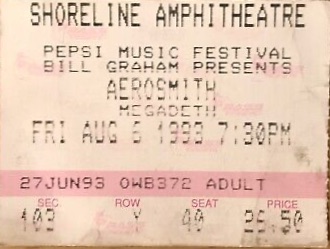 SHORELINE AMPHITHEATRE
PEPSI MUSIC FESTIVAL
BILL GRAHAM PRESENTS
AEROSMITH
MEGADETH
FRI AUG 6 1993 7:30PM
27JUN93 OWB372 ADULT
SEC ROW SEAT PRICE
103 Y 40 25.50